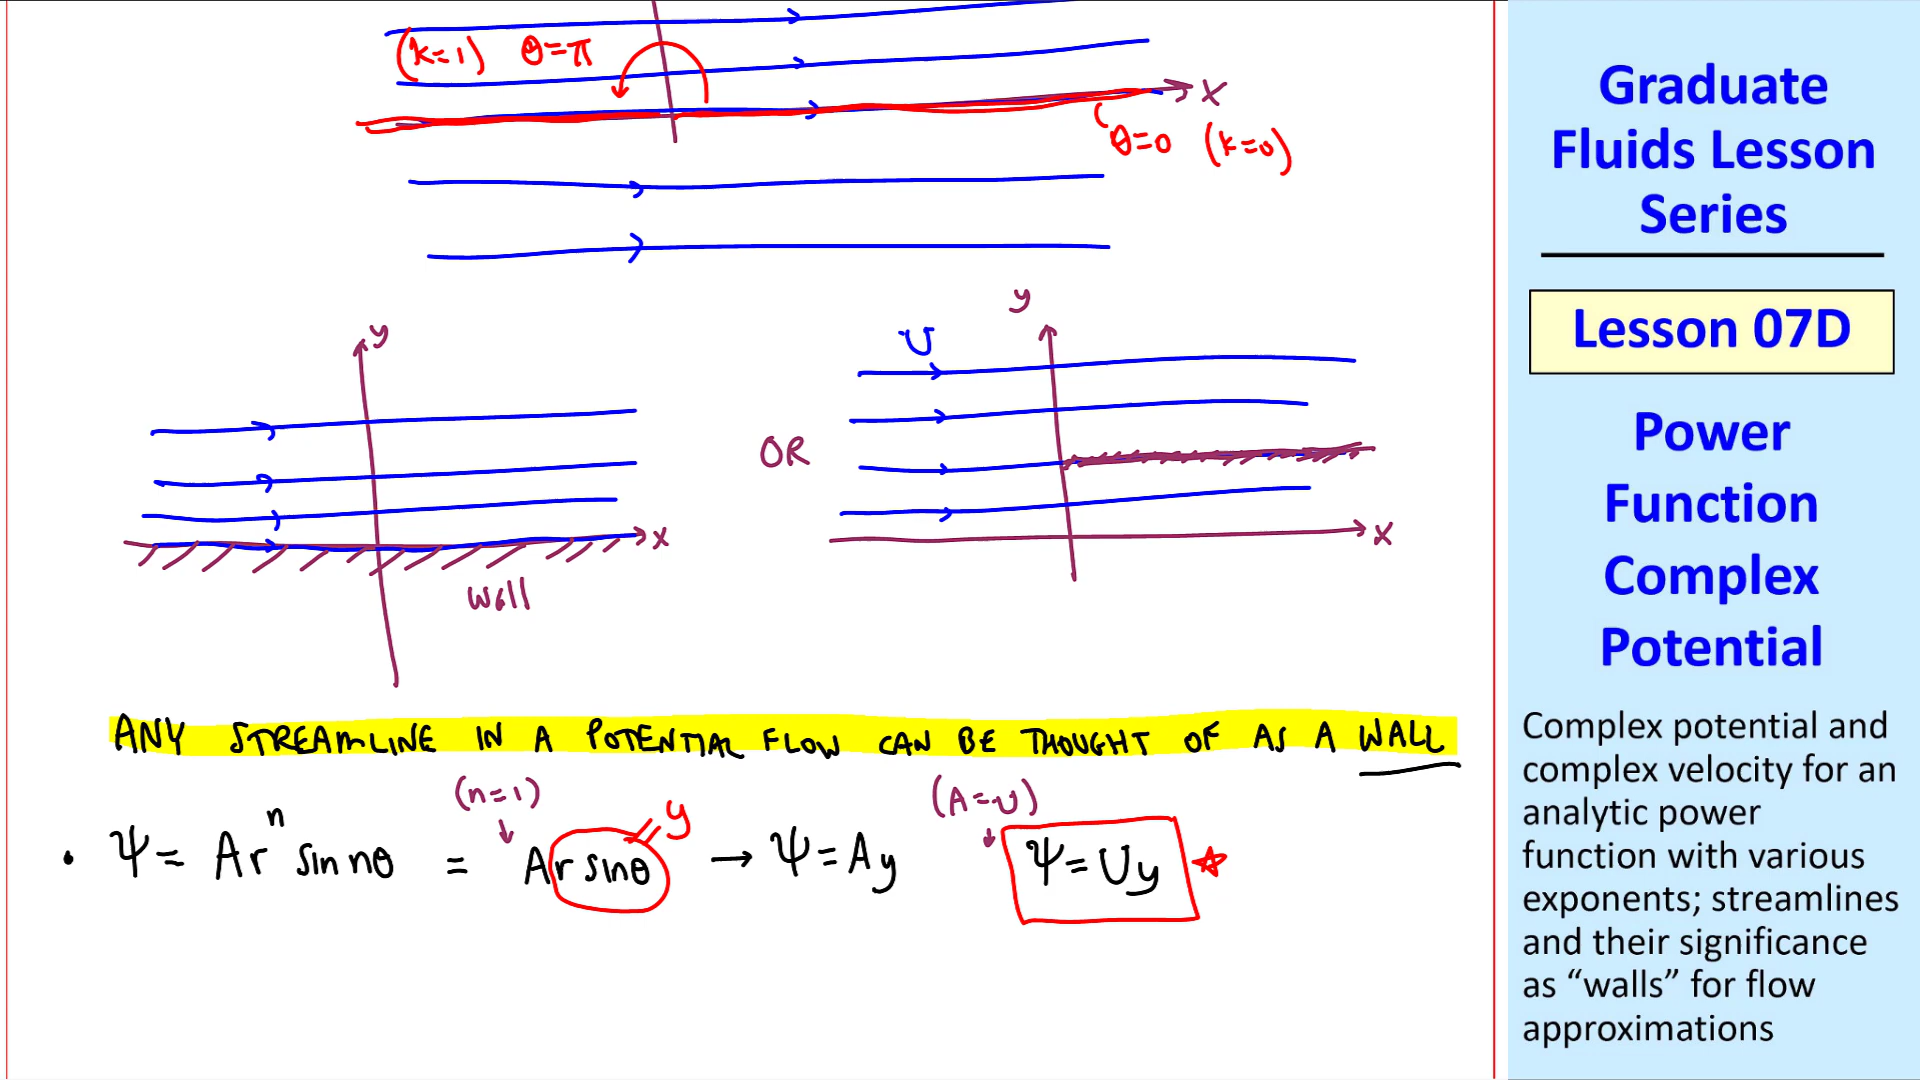 (k=1) θ=π
x
θ=0 (k=0)
y
x
Wall
OR
y
U
x
ANY STREAMLINE IN A POTENTIAL FLOW CAN BE THOUGHT OF AS A WALL
(n=1) y (A=U)
• Ψ= Arⁿ sin nθ = Ar sinθ → Ψ=Ay Ψ=Uy
Graduate
Fluids Lesson
Series
Lesson 07D
Power
Function
Complex
Potential
Complex potential and
complex velocity for an
analytic power
function with various
exponents; streamlines
and their significance
as “walls” for flow
approximations